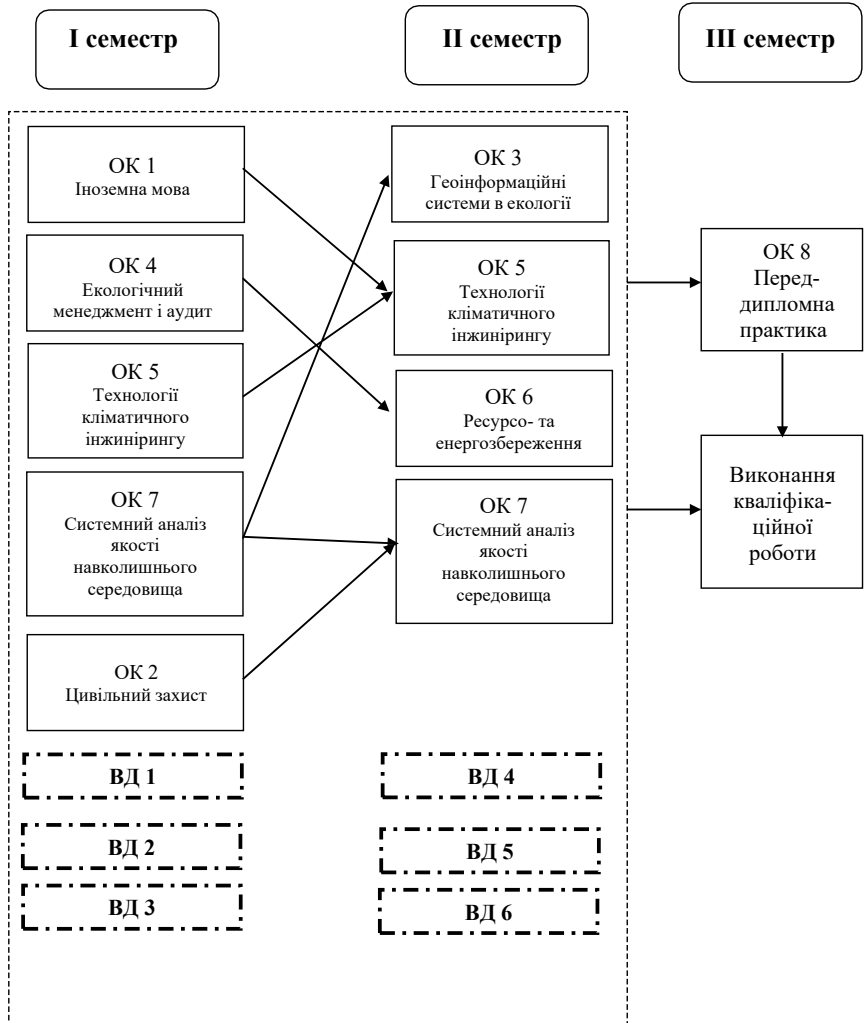 I семестр
II семестр
III семестр
ОК 1
Іноземна мова
ОК 4
Екологічний
менеджмент і аудит
ОК 5
Технології
кліматичного
інжинірингу
ОК 7
Системний аналіз
якості
навколишнього
середовища
ОК 2
Цивільний захист
ВД 1
ВД 2
ВД 3
ОК 3
Геоінформаційні
системи в екології
ОК 5
Технології
кліматичного
інжинірингу
ОК 6
Ресурсо- та
енергозбереження
ОК 7
Системний аналіз
якості
навколишнього
середовища
ВД 4
ВД 5
ВД 6
ОК 8
Перед-
дипломна
практика
Виконання
кваліфіка-
ційної
роботи